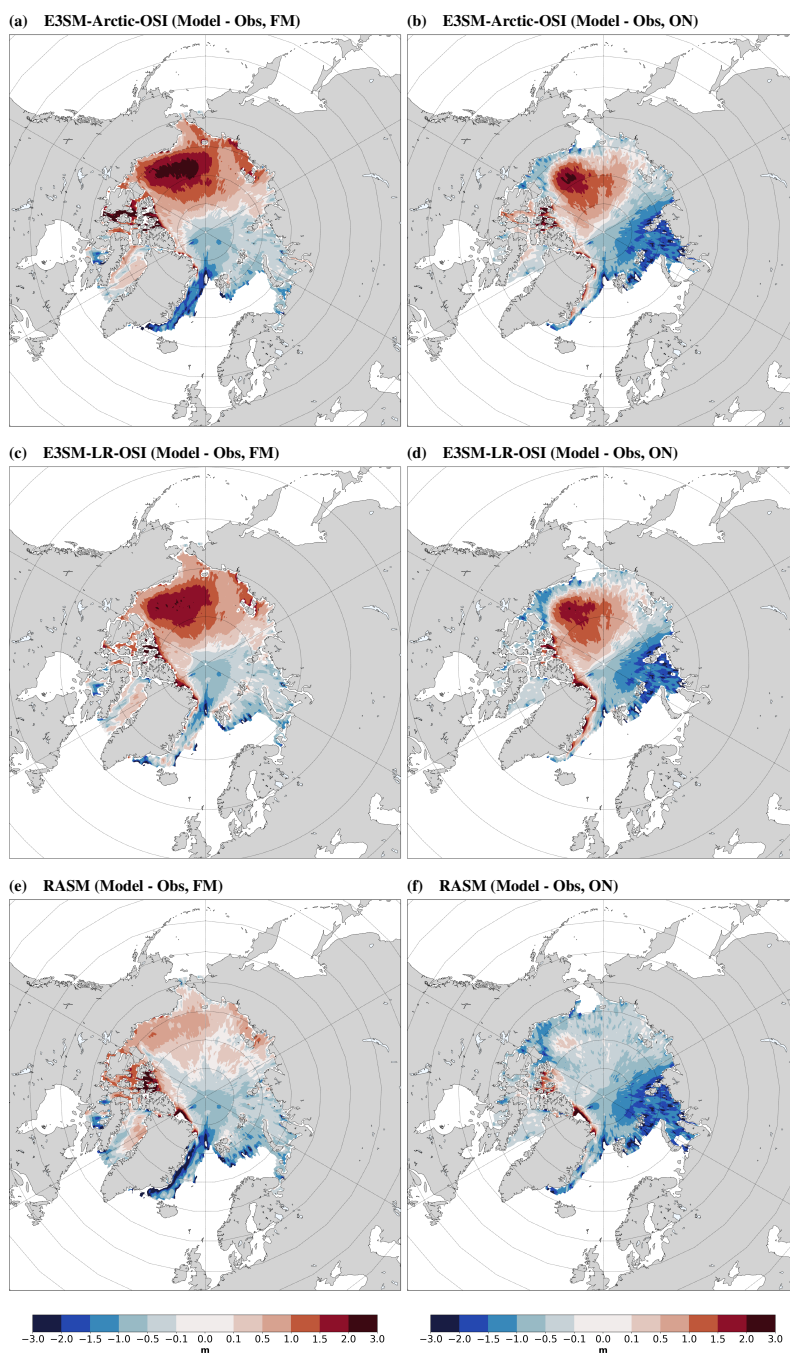 (a) E3SM-Arctic-OSI (Model - Obs, FM)
(b) E3SM-Arctic-OSI (Model - Obs, ON)
(c) E3SM-LR-OSI (Model - Obs, FM)
(d) E3SM-LR-OSI (Model - Obs, ON)
(e) RASM (Model - Obs, FM)
(f) RASM (Model - Obs, ON)
−3.0 −2.0 −1.5 −1.0 −0.5 −0.1 0.0 0.1 0.5 1.0 1.5 2.0 3.0
m
−3.0 −2.0 −1.5 −1.0 −0.5 −0.1 0.0 0.1 0.5 1.0 1.5 2.0 3.0
m